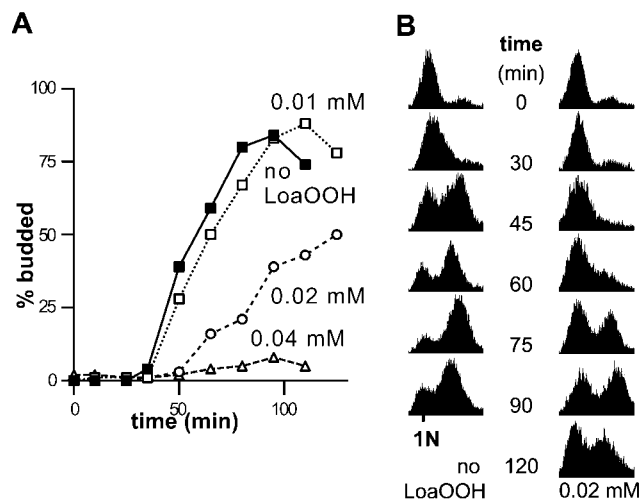 A
100
75
50
25
0
% budded
0
50
100
time (min)
0.01 mM
no
LoaOOH
0.02 mM
0.04 mM
B
time
(min)
0
30
45
60
75
90
120
1N
no
LoaOOH
0.02 mM